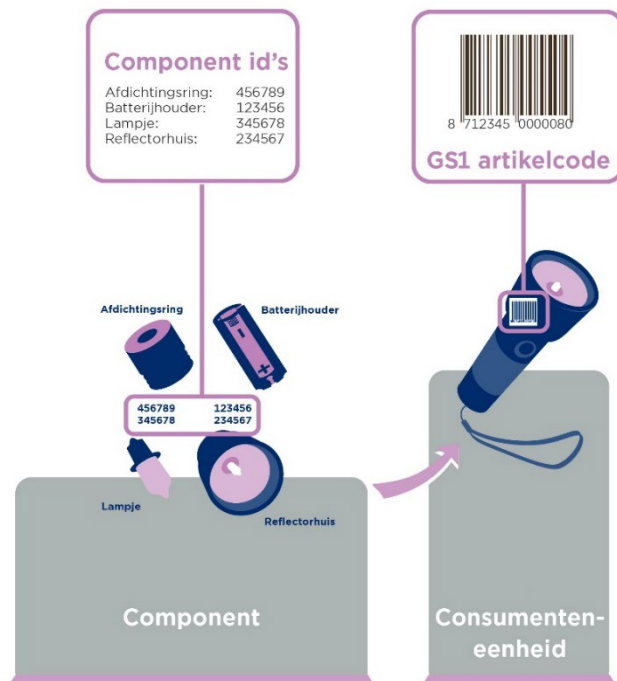 Component id's
Afdichtingsring: 456789
Batterijhouder: 123456
Lampje: 345678
Reflectorhuis: 234567
8 712345 0000080
GS1 artikelcode
Afdichtingsring
Batterijhouder
456789 123456
345678 234567
Lampje
Reflectorhuis
Component
Consumenten-
eenheid